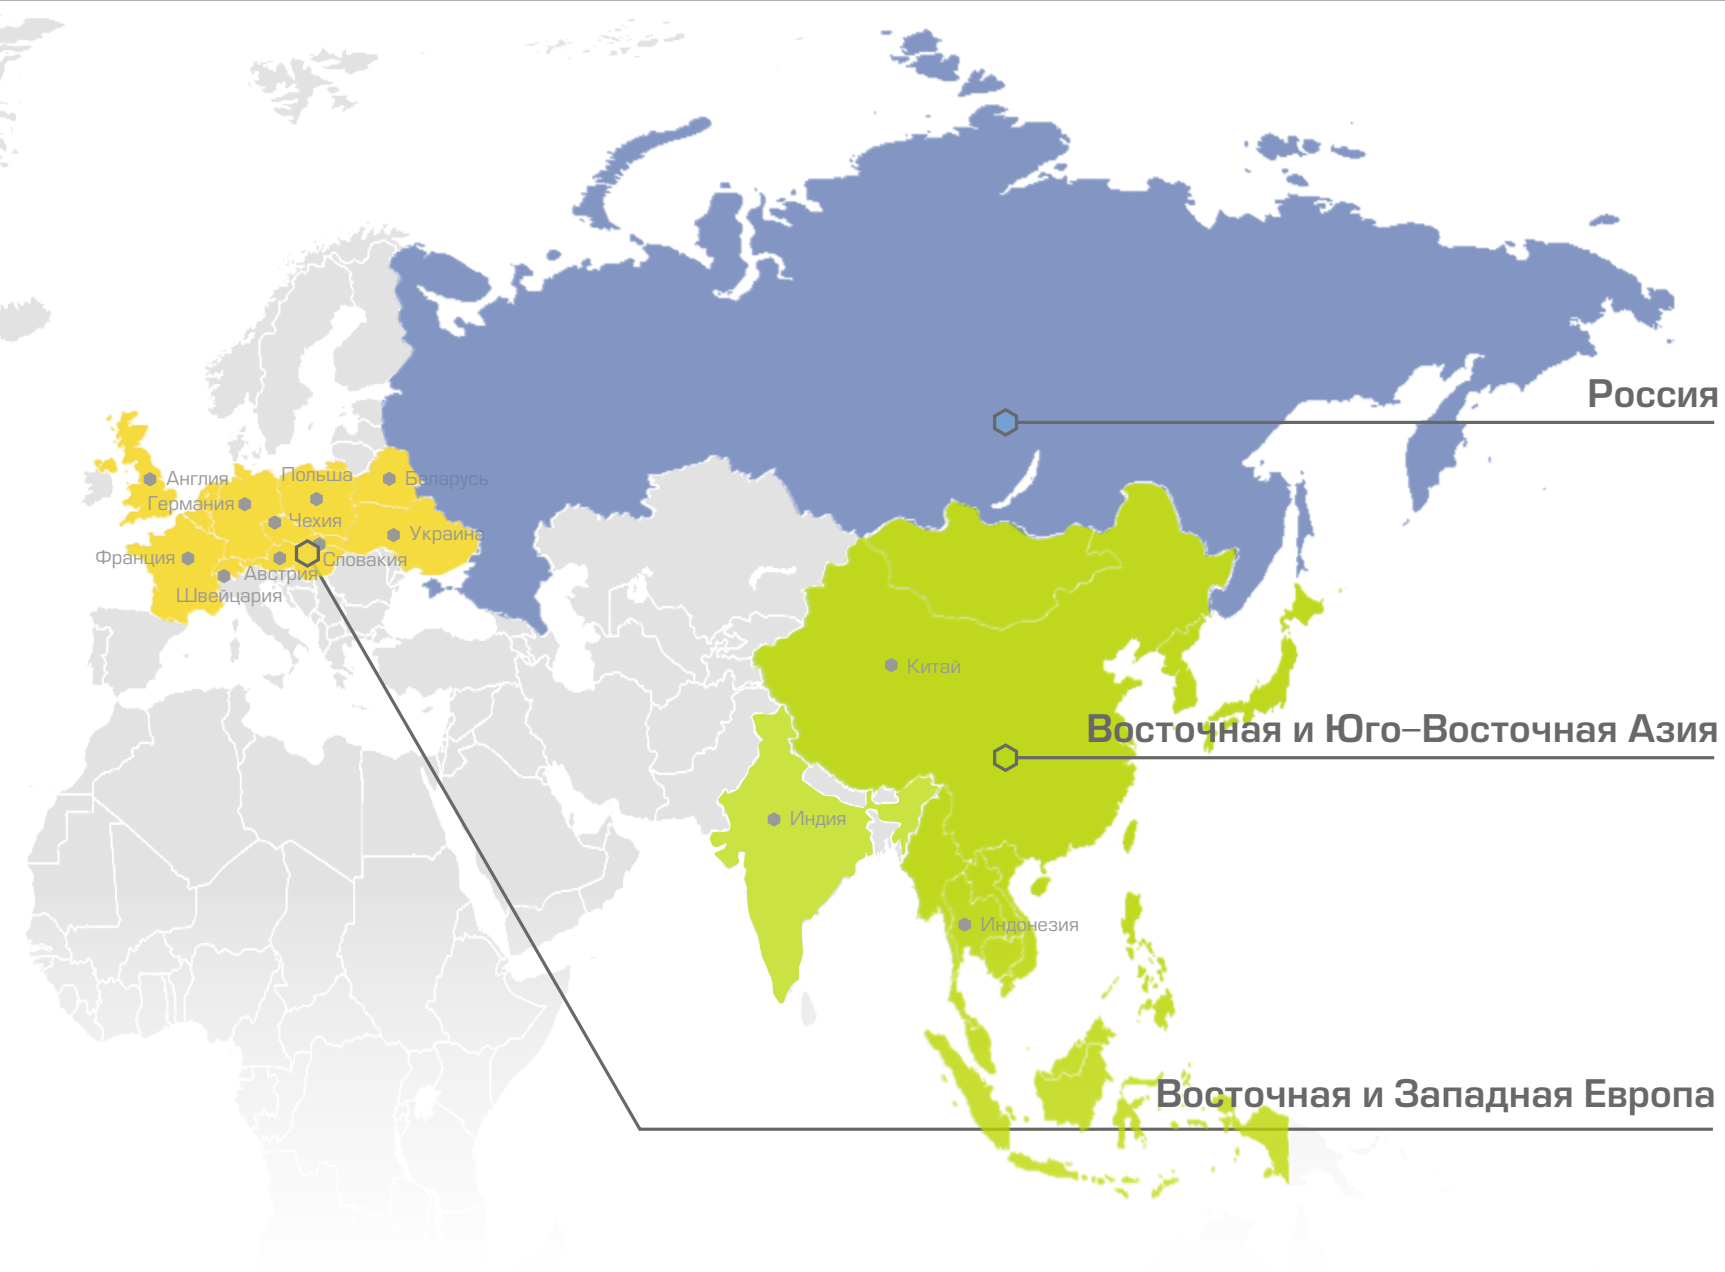 Россия
Польша
Англия
Беларусь
Германия
Чехия
Украина
Франция
Словакия
Австрия
Швейцария
Китай
Восточная и Юго-Восточная Азия
Индия
Индонезия
Восточная и Западная Европа